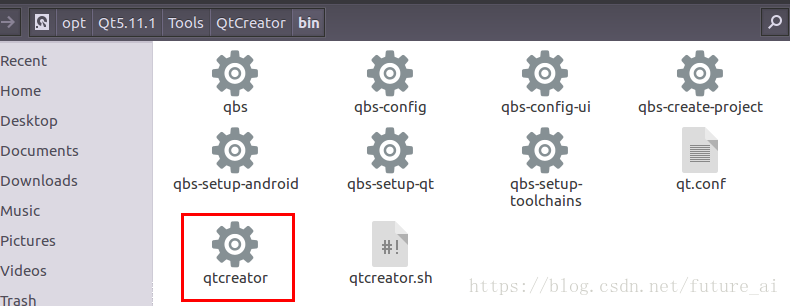 opt Qt5.11.1 Tools QtCreator bin
Recent
Home
Desktop
Documents
Downloads
Music
Pictures
Videos
Trash
qbs qbs-config qbs-config-ui qbs-create-project
qbs-setup-android qbs-setup-qt qbs-setup-
toolchains qt.conf
#!
qtcreator qtcreator.sh
https://blog.csdn.net/future_ai